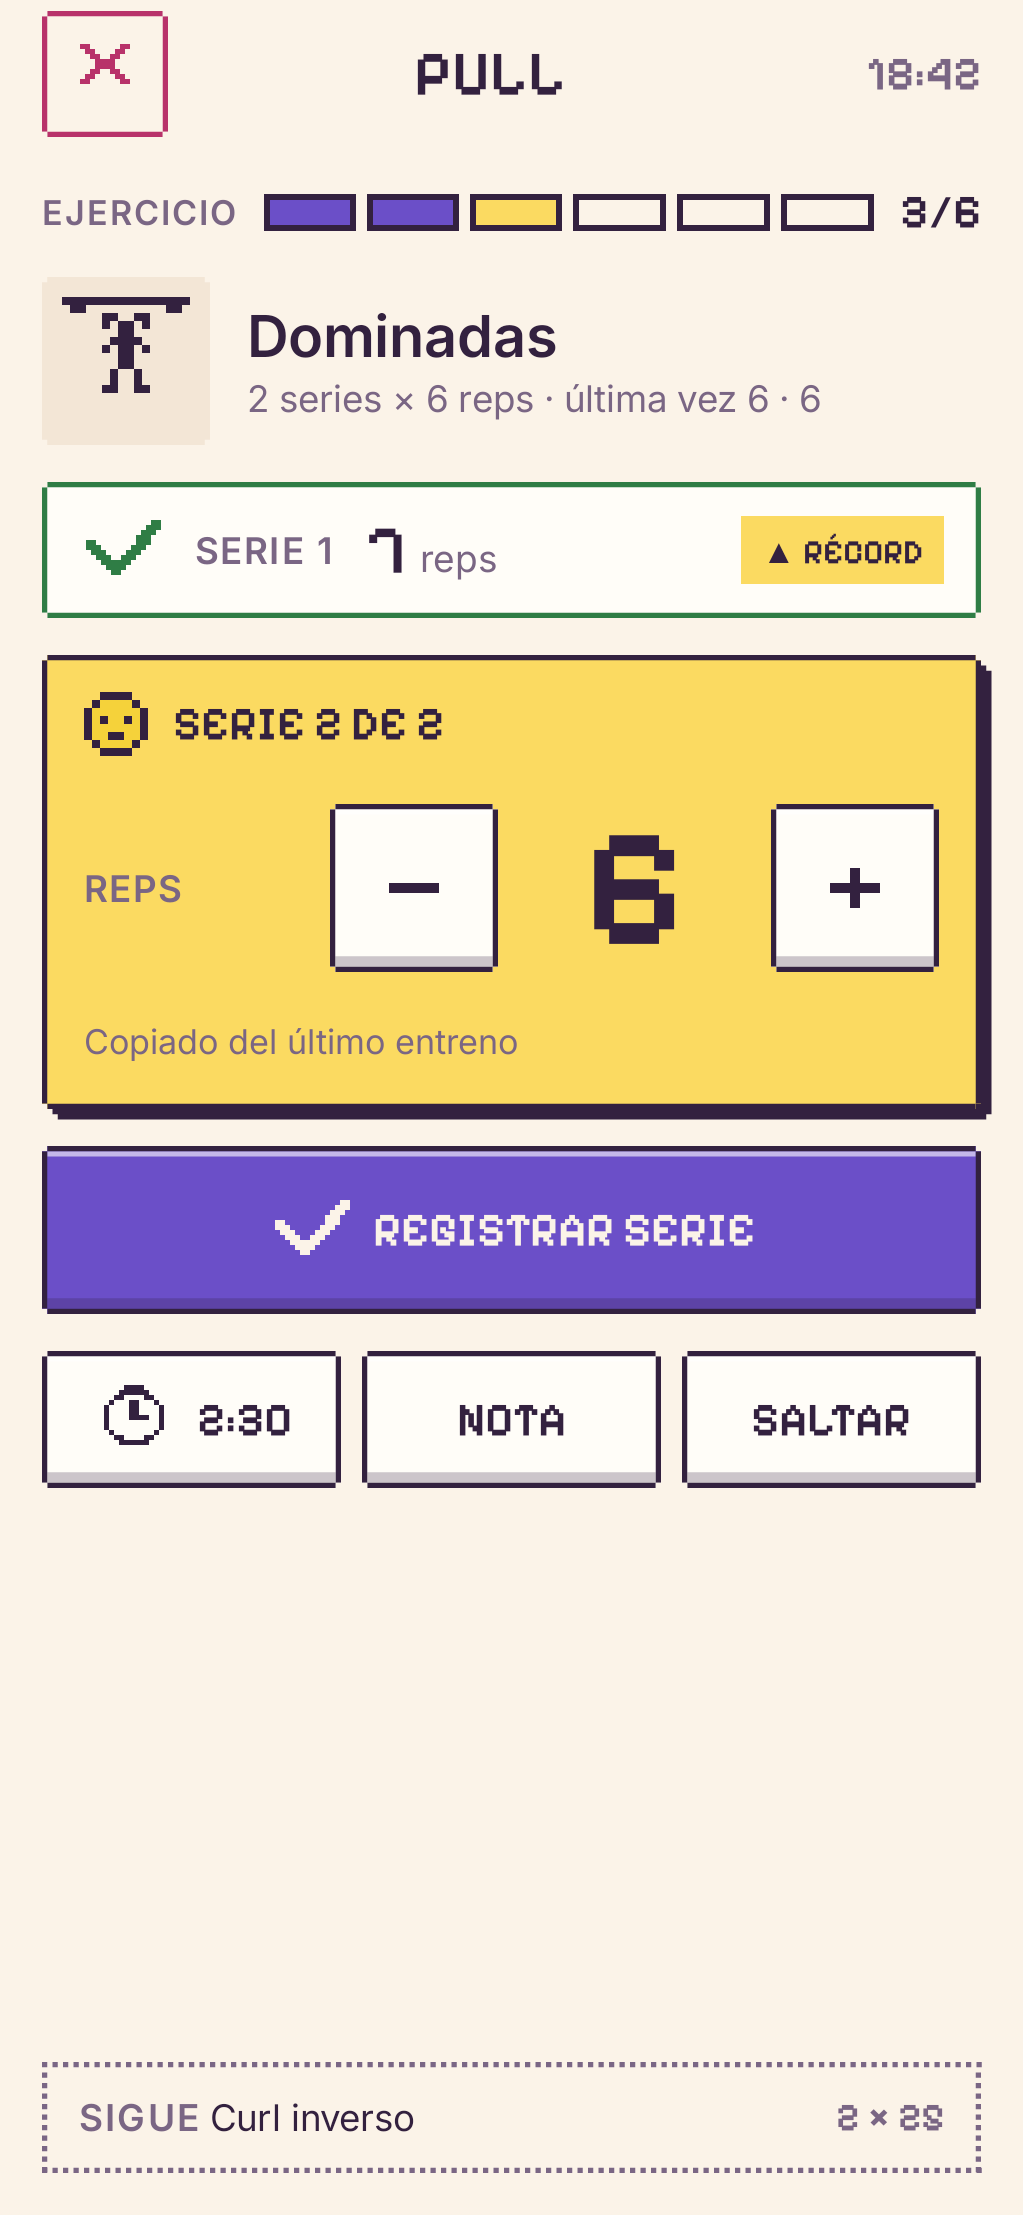 PULL
18:42
EJERCICIO 3/6
Dominadas
2 series × 6 reps · última vez 6 · 6
SERIE 1 7 reps
▲ RÉCORD
SERIE 2 DE 2
REPS − 6 +
Copiado del último entreno
REGISTRAR SERIE
2:30
NOTA
SALTAR
SIGUE Curl inverso
2 ×